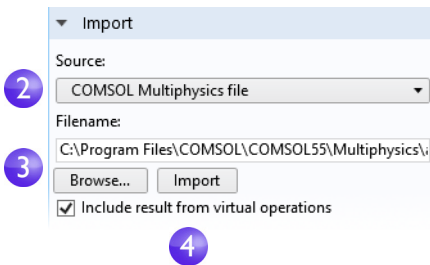 Import
Source:
2
COMSOL Multiphysics file
Filename:
C:\Program Files\COMSOL\COMSOL55\Multiphysics\
3
Browse... Import
Include result from virtual operations
4